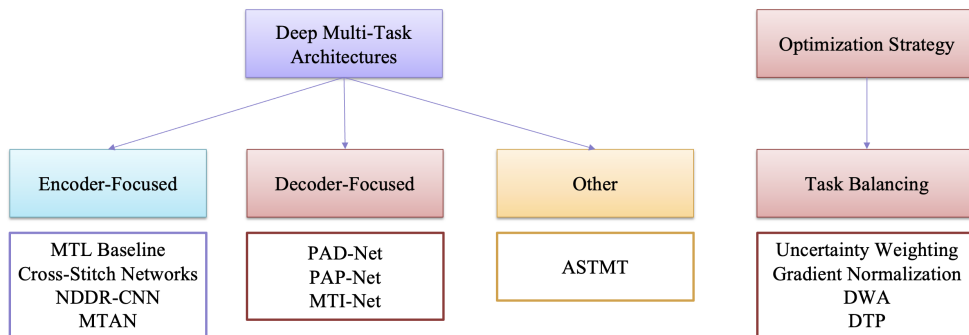 Deep Multi-Task
Architectures
Optimization Strategy
Encoder-Focused
Decoder-Focused
Other
Task Balancing
MTL Baseline
Cross-Stitch Networks
NDDR-CNN
MTAN
PAD-Net
PAP-Net
MTI-Net
ASTMT
Uncertainty Weighting
Gradient Normalization
DWA
DTP